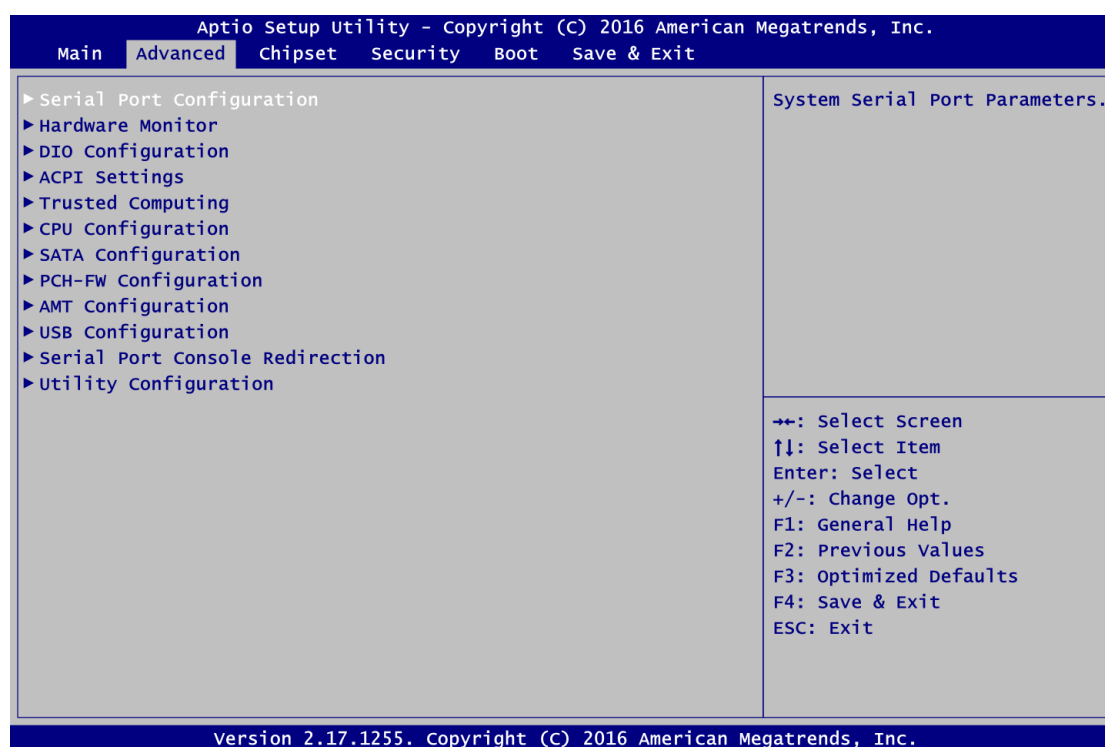 Aptio Setup Utility – Copyright (C) 2016 American Megatrends, Inc.
Main Advanced Chipset Security Boot Save & Exit
►Serial Port Configuration
►Hardware Monitor
►DIO Configuration
►ACPI Settings
►Trusted Computing
►CPU Configuration
►SATA Configuration
►PCH-FW Configuration
►AMT Configuration
►USB Configuration
►Serial Port Console Redirection
►Utility Configuration
System Serial Port Parameters.
→←: Select Screen
↑↓: Select Item
Enter: Select
+/-: Change Opt.
F1: General Help
F2: Previous Values
F3: Optimized Defaults
F4: Save & Exit
ESC: Exit
Version 2.17.1255. Copyright (C) 2016 American Megatrends, Inc.